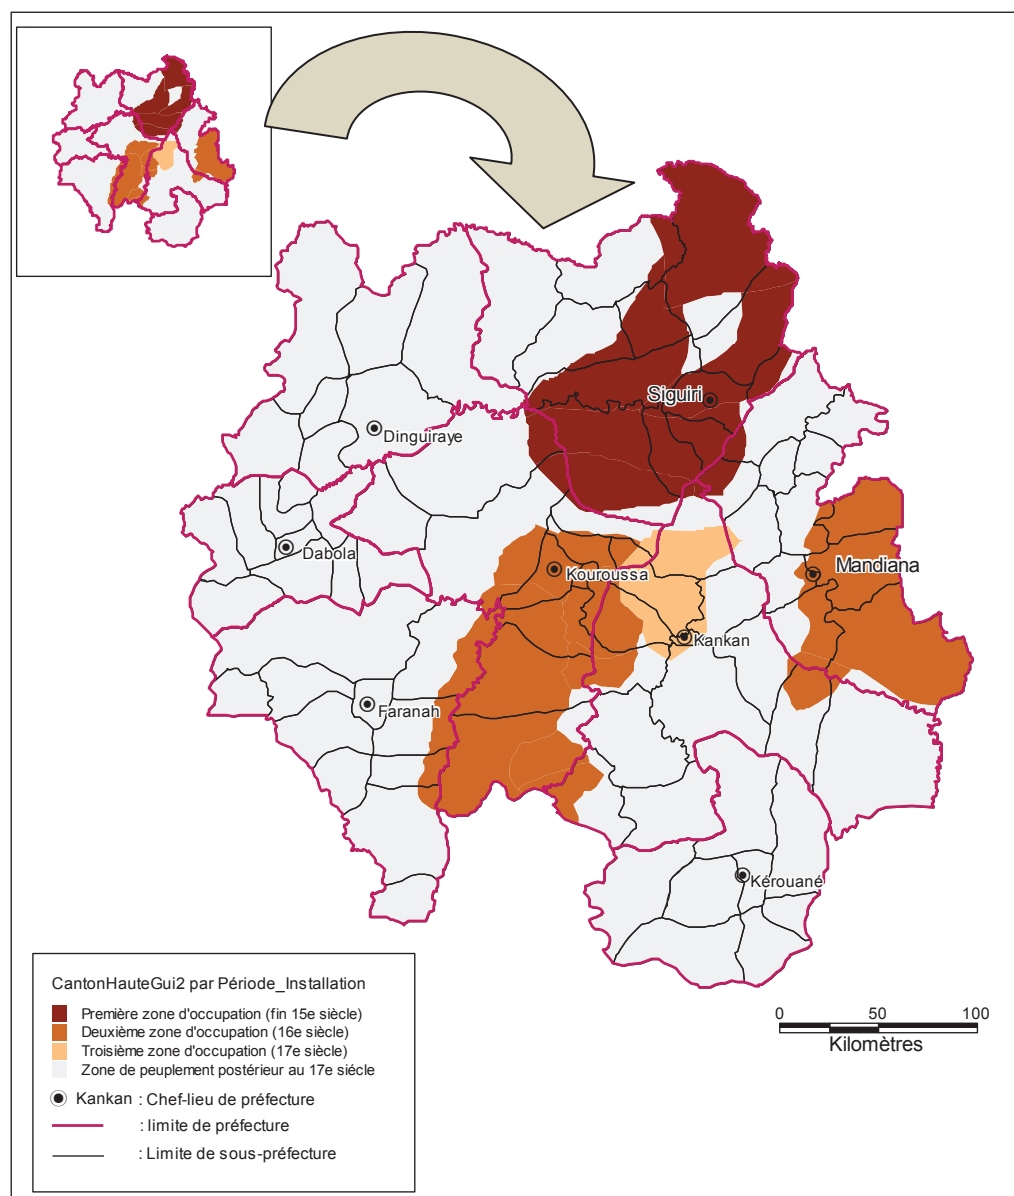 Siguiri
Dinguiraye
Dabola
Kouroussa
Mandiana
Kankan
Faranah
Kérouané
CantonHauteGui2 par Période_Installation
Première zone d'occupation (fin 15e siècle)
Deuxième zone d'occupation (16e siècle)
Troisième zone d'occupation (17e siècle)
Zone de peuplement postérieur au 17e siécle
Kankan : Chef-lieu de préfecture
: limite de préfecture
: Limite de sous-préfecture
0 50 100
Kilomètres